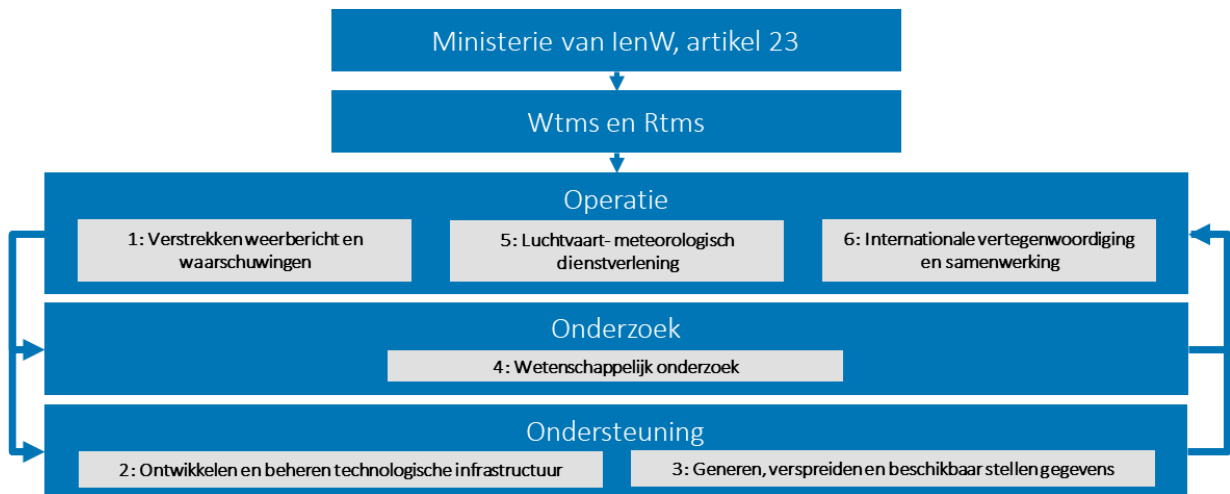 Ministerie van IenW, artikel 23
Wtms en Rtms
Operatie
1: Verstrekken weerbericht en
waarschuwingen
5: Luchtvaart- meteorologisch
dienstverlening
6: Internationale vertegenwoordiging
en samenwerking
Onderzoek
4: Wetenschappelijk onderzoek
Ondersteuning
2: Ontwikkelen en beheren technologische infrastructuur
3: Generen, verspreiden en beschikbaar stellen gegevens